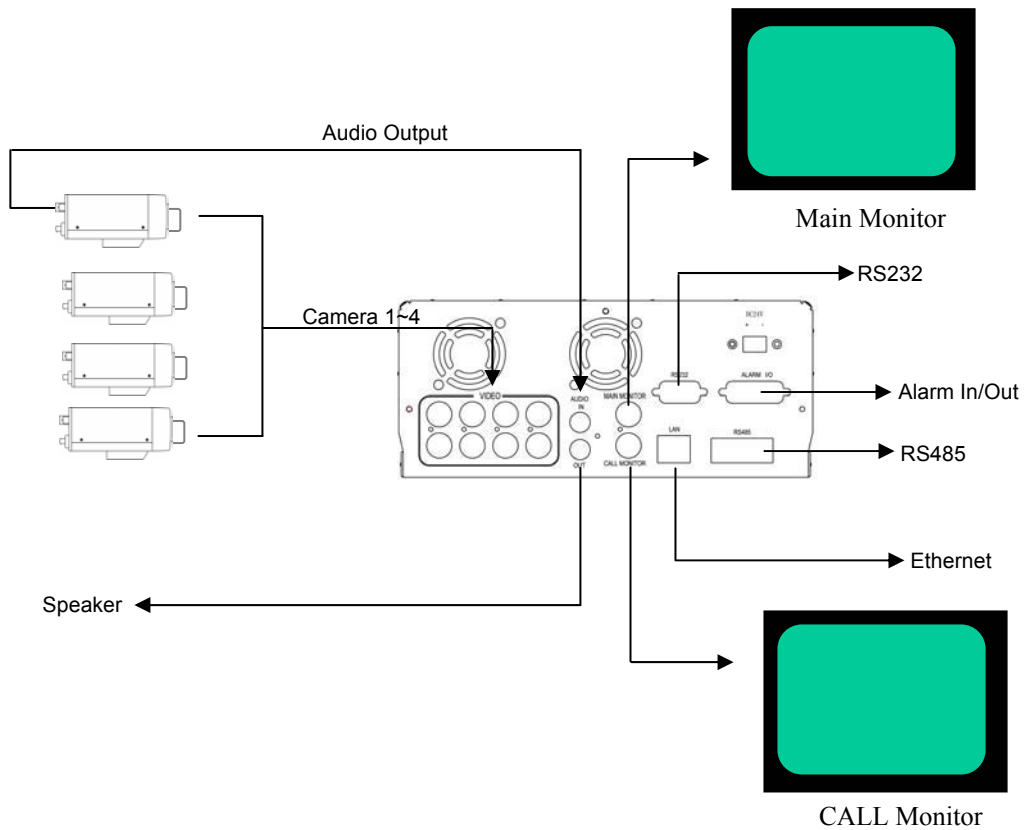 Audio Output
Main Monitor
RS232
Camera 1~4
DC24V
+ -
RS232
ALARM I/O
Alarm In/Out
VIDEO
AUDIO
IN
MAIN MONITOR
LAN
RS485
RS485
OUT
CALL MONITOR
Ethernet
Speaker
CALL Monitor